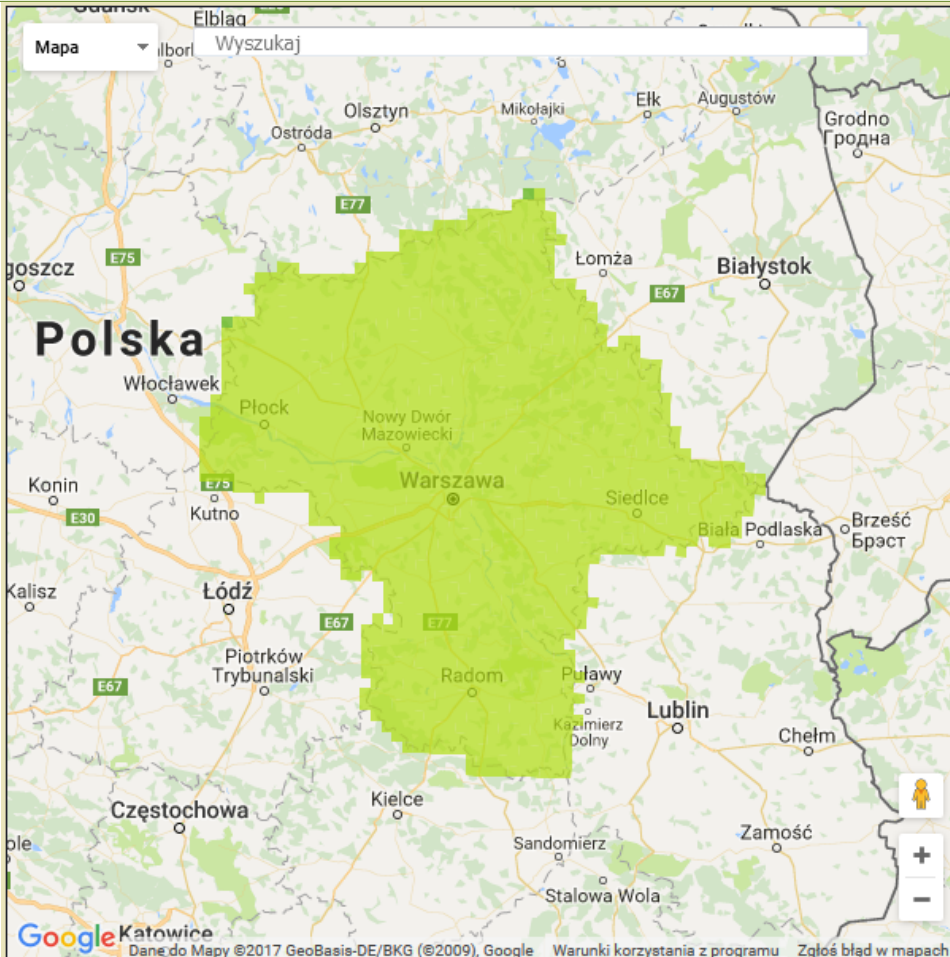 Gdańsk
Elbląg
Mapa
Wyszukaj
Olsztyn
Mikołajki
Ełk
Augustów
Ostróda
Grodno
Гродна
E77
E75
goszcz
Łomża
Białystok
E67
Polska
Włocławek
Płock
Nowy Dwór
Mazowiecki
Warszawa
Konin
E75
Siedlce
E30
Kutno
Biała Podlaska
Brześć
Брэст
Kalisz
Łódź
E67
E77
Piotrków
Trybunalski
E67
Radom
Puławy
Lublin
Kazimierz
Dolny
Chełm
Częstochowa
Kielce
Zamość
ole
Sandomierz
+
Stalowa Wola
−
Google
Katowice
Dane do Mapy ©2017 GeoBasis-DE/BKG (©2009), Google
Warunki korzystania z programu
Zgłoś błąd w mapach